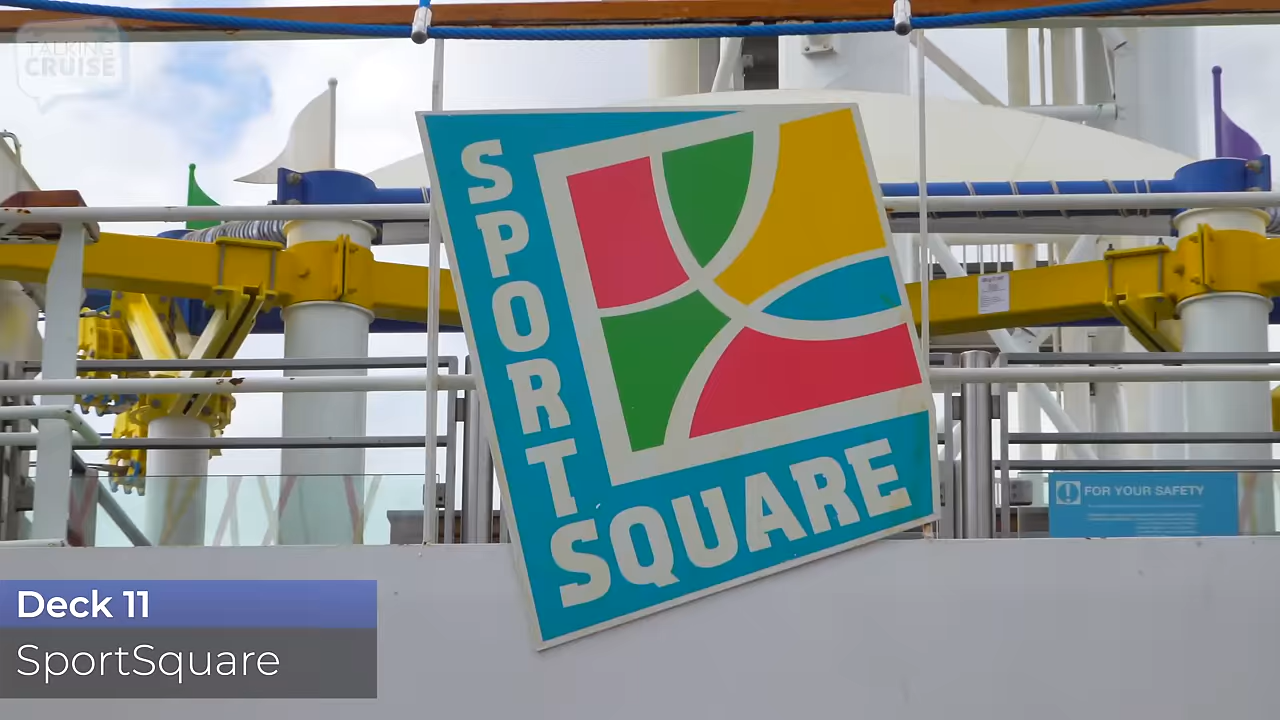 TALKING
CRUISE
SPORT
SQUARE
FOR YOUR SAFETY
Deck 11
SportSquare